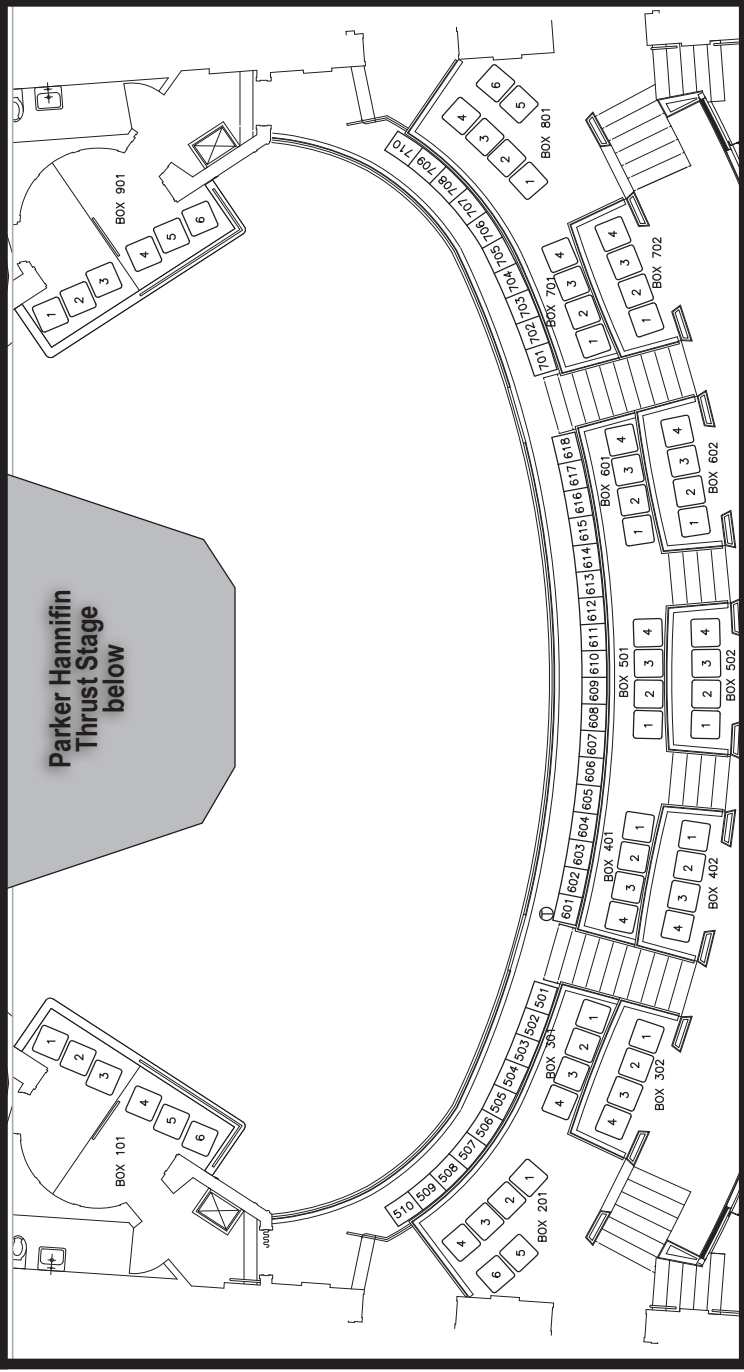 Parker Hannifin
Thrust Stage
below
BOX 101
1
2
3
4
5
6
BOX 901
1
2
3
4
5
6
510 509 508 507 506 505 504 503 502 501
601 602 603 604 605 606 607 608 609 610 611 612 613 614 615 616 617 618
701 702 703 704 705 706 707 708 709 710
BOX 201
6 5
4 3 2 1
BOX 301
4 3 2 1
BOX 302
4 3 2 1
BOX 401
4 3 2 1
BOX 402
4 3 2 1
BOX 501
1 2 3 4
BOX 502
1 2 3 4
BOX 601
1 2 3 4
BOX 602
1 2 3 4
BOX 701
1 2 3 4
BOX 702
1 2 3 4
BOX 801
1 2 3 4
5 6